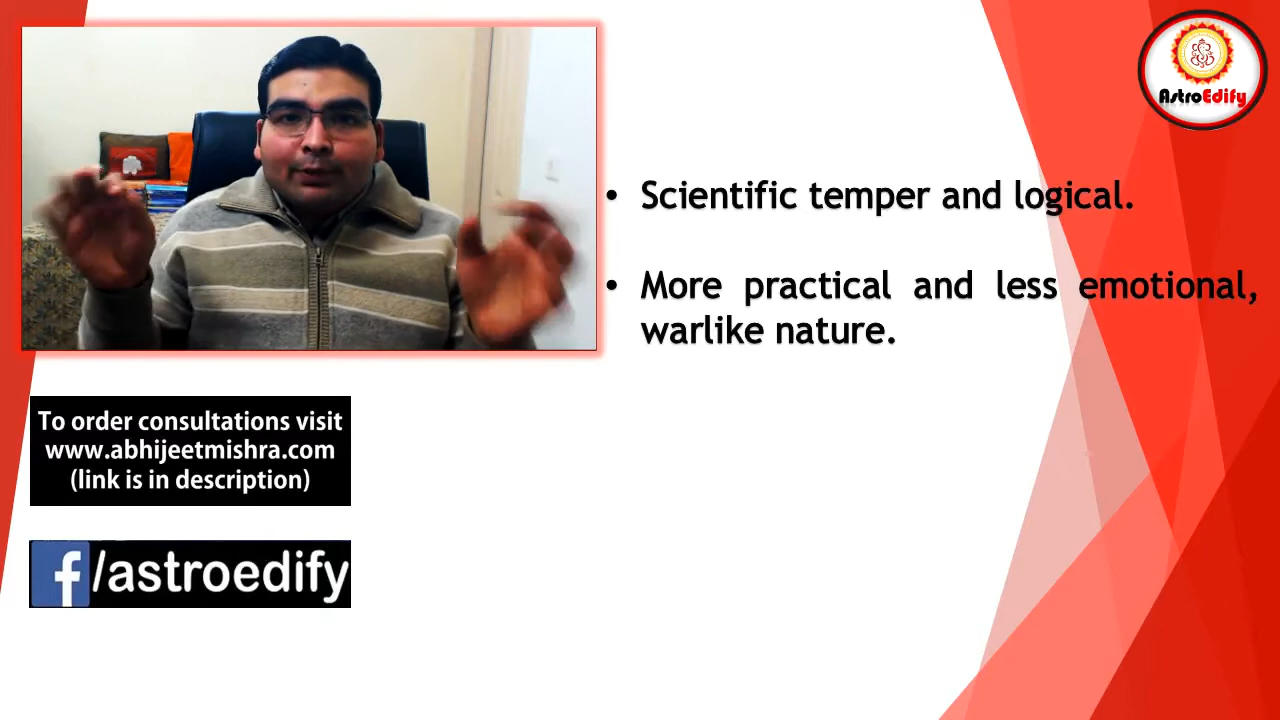 AstroEdify
• Scientific temper and logical.
• More practical and less emotional,
warlike nature.
To order consultations visit
www.abhijeetmishra.com
(link is in description)
f/astroedify